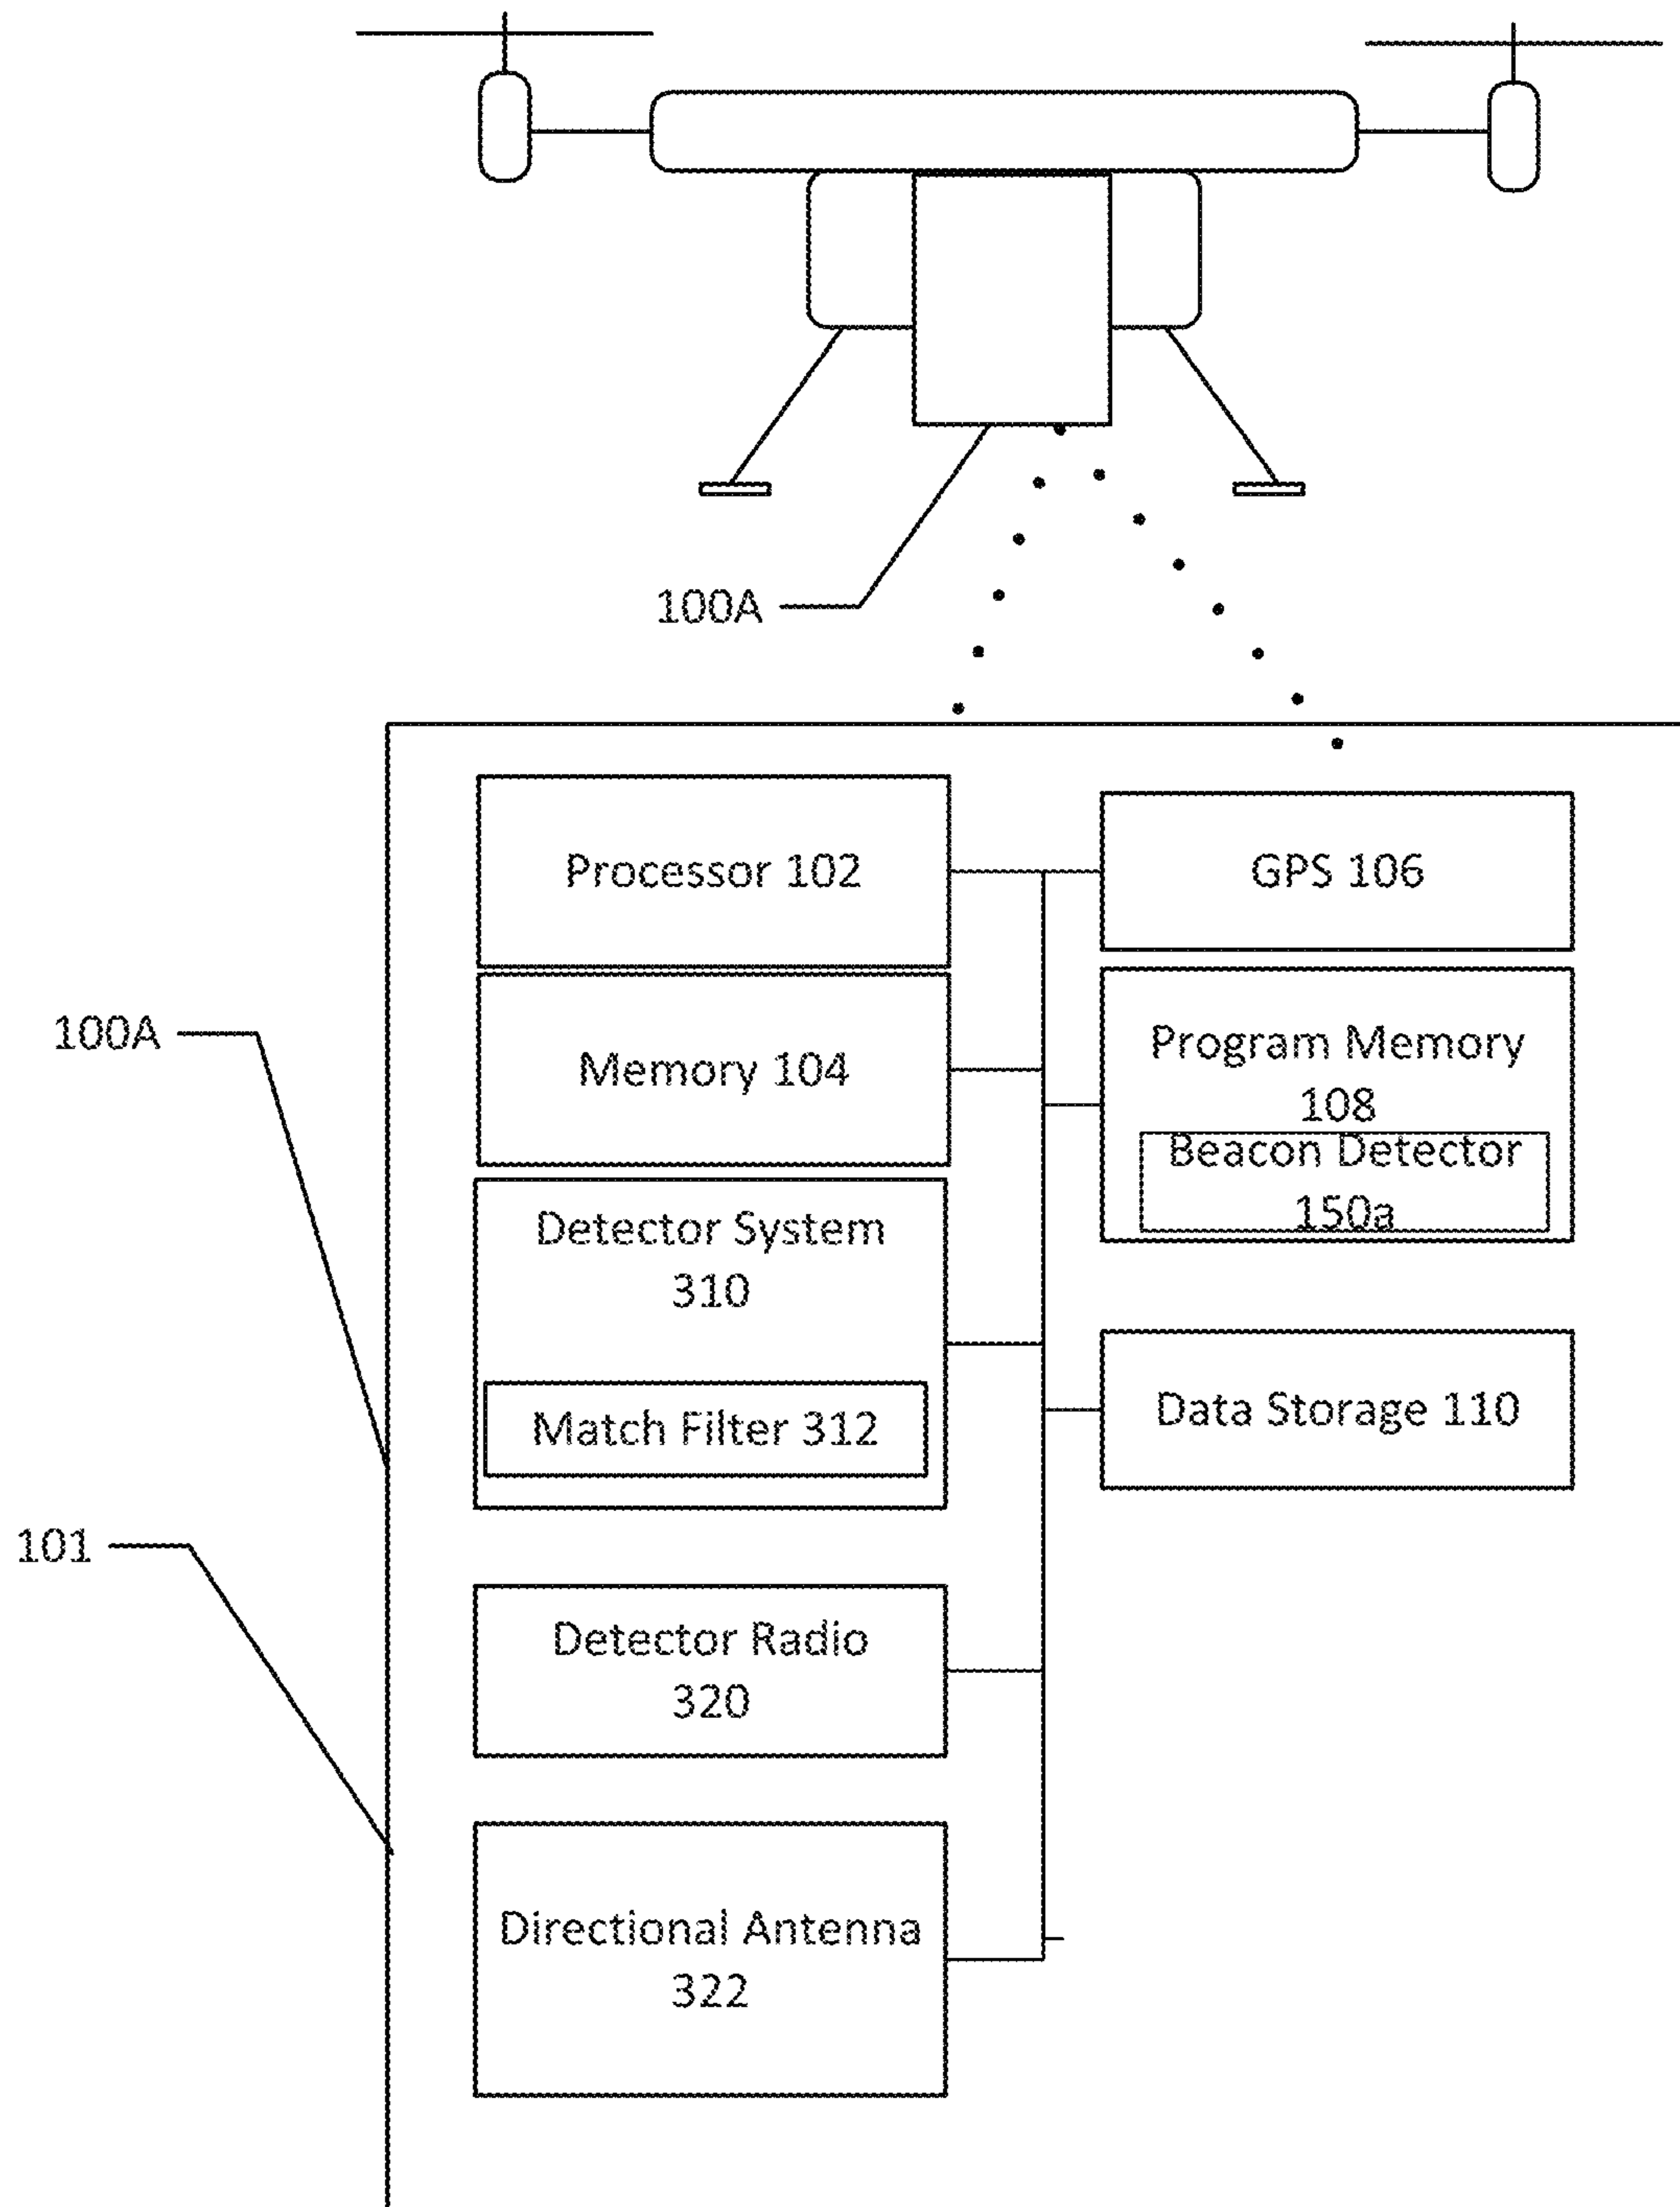 100A
Processor 102
GPS 106
100A
Memory 104
Program Memory
108
Beacon Detector
150a
Detector System
310
Match Filter 312
Data Storage 110
101
Detector Radio
320
Directional Antenna
322